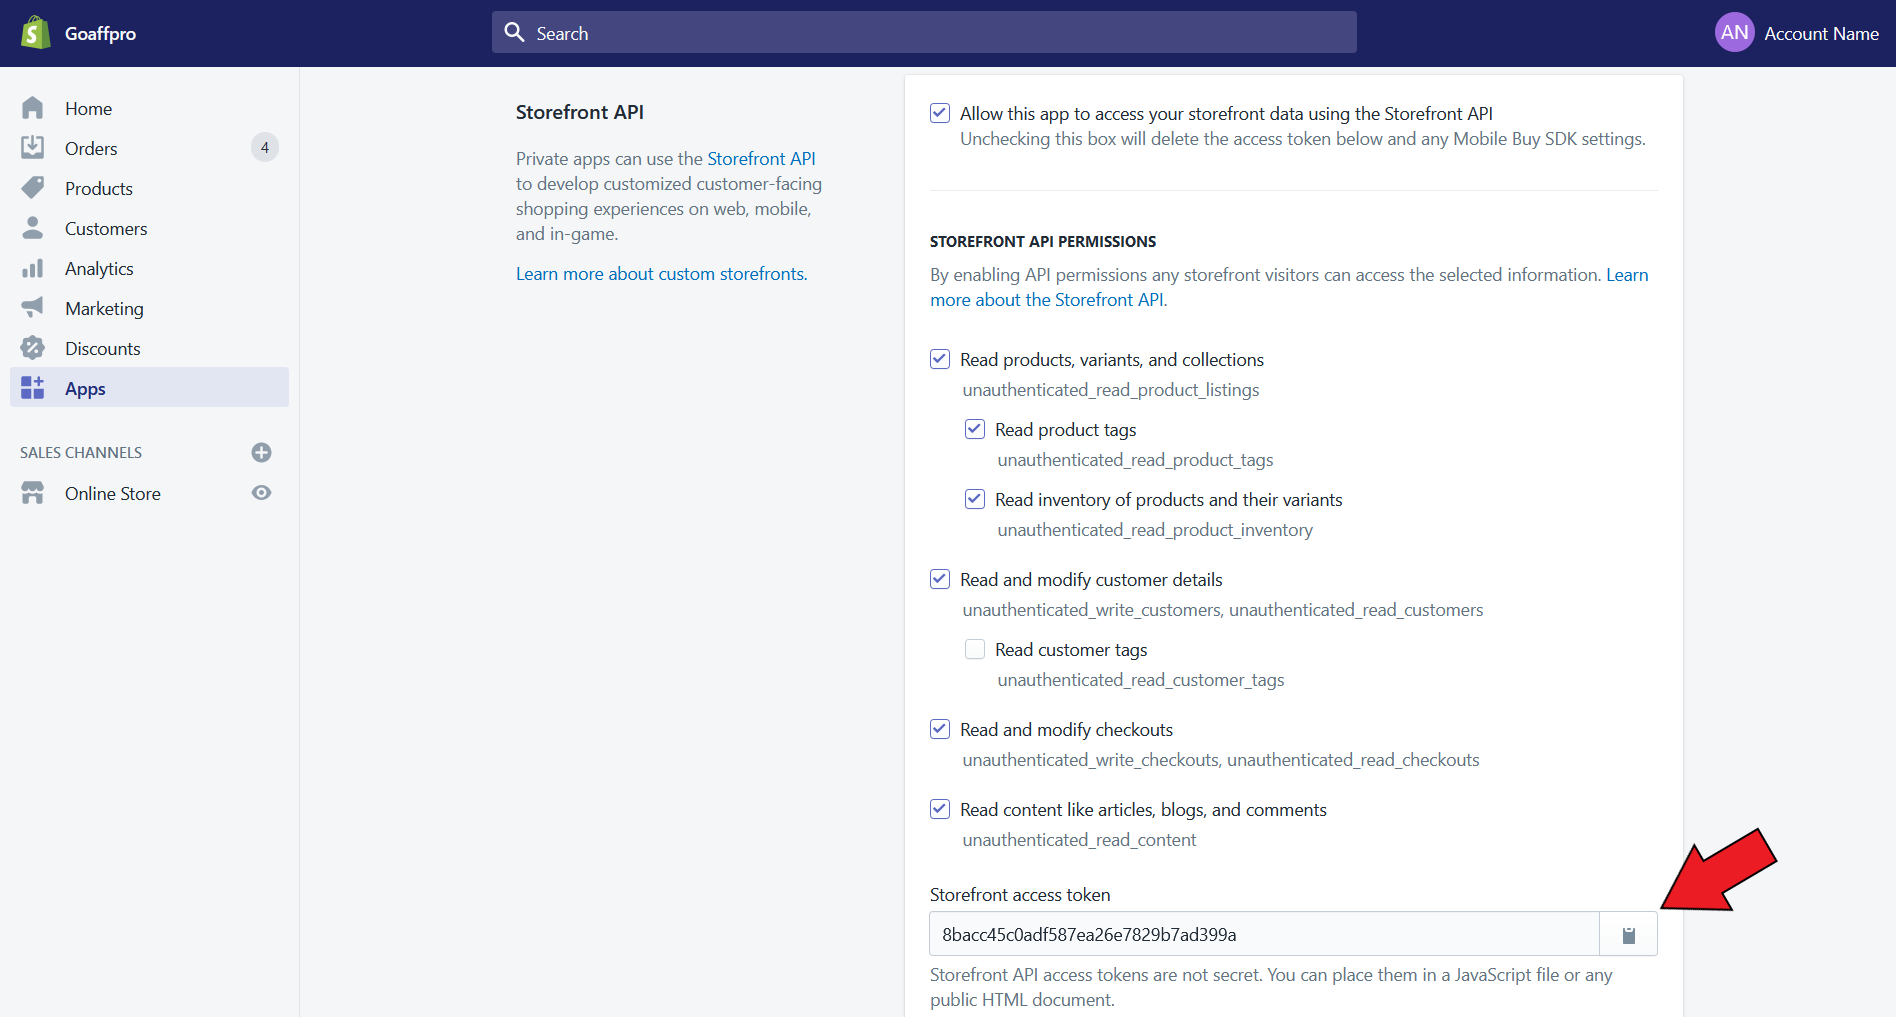 Goaffpro
Search
AN
Account Name
Home
Orders
4
Products
Customers
Analytics
Marketing
Discounts
Apps
SALES CHANNELS
Online Store
Storefront API
Private apps can use the Storefront API
to develop customized customer-facing
shopping experiences on web, mobile,
and in-game.
Learn more about custom storefronts.
Allow this app to access your storefront data using the Storefront API
Unchecking this box will delete the access token below and any Mobile Buy SDK settings.
STOREFRONT API PERMISSIONS
By enabling API permissions any storefront visitors can access the selected information. Learn
more about the Storefront API.
Read products, variants, and collections
unauthenticated_read_product_listings
Read product tags
unauthenticated_read_product_tags
Read inventory of products and their variants
unauthenticated_read_product_inventory
Read and modify customer details
unauthenticated_write_customers, unauthenticated_read_customers
Read customer tags
unauthenticated_read_customer_tags
Read and modify checkouts
unauthenticated_write_checkouts, unauthenticated_read_checkouts
Read content like articles, blogs, and comments
unauthenticated_read_content
Storefront access token
8bacc45c0adf587ea26e7829b7ad399a
Storefront API access tokens are not secret. You can place them in a JavaScript file or any
public HTML document.